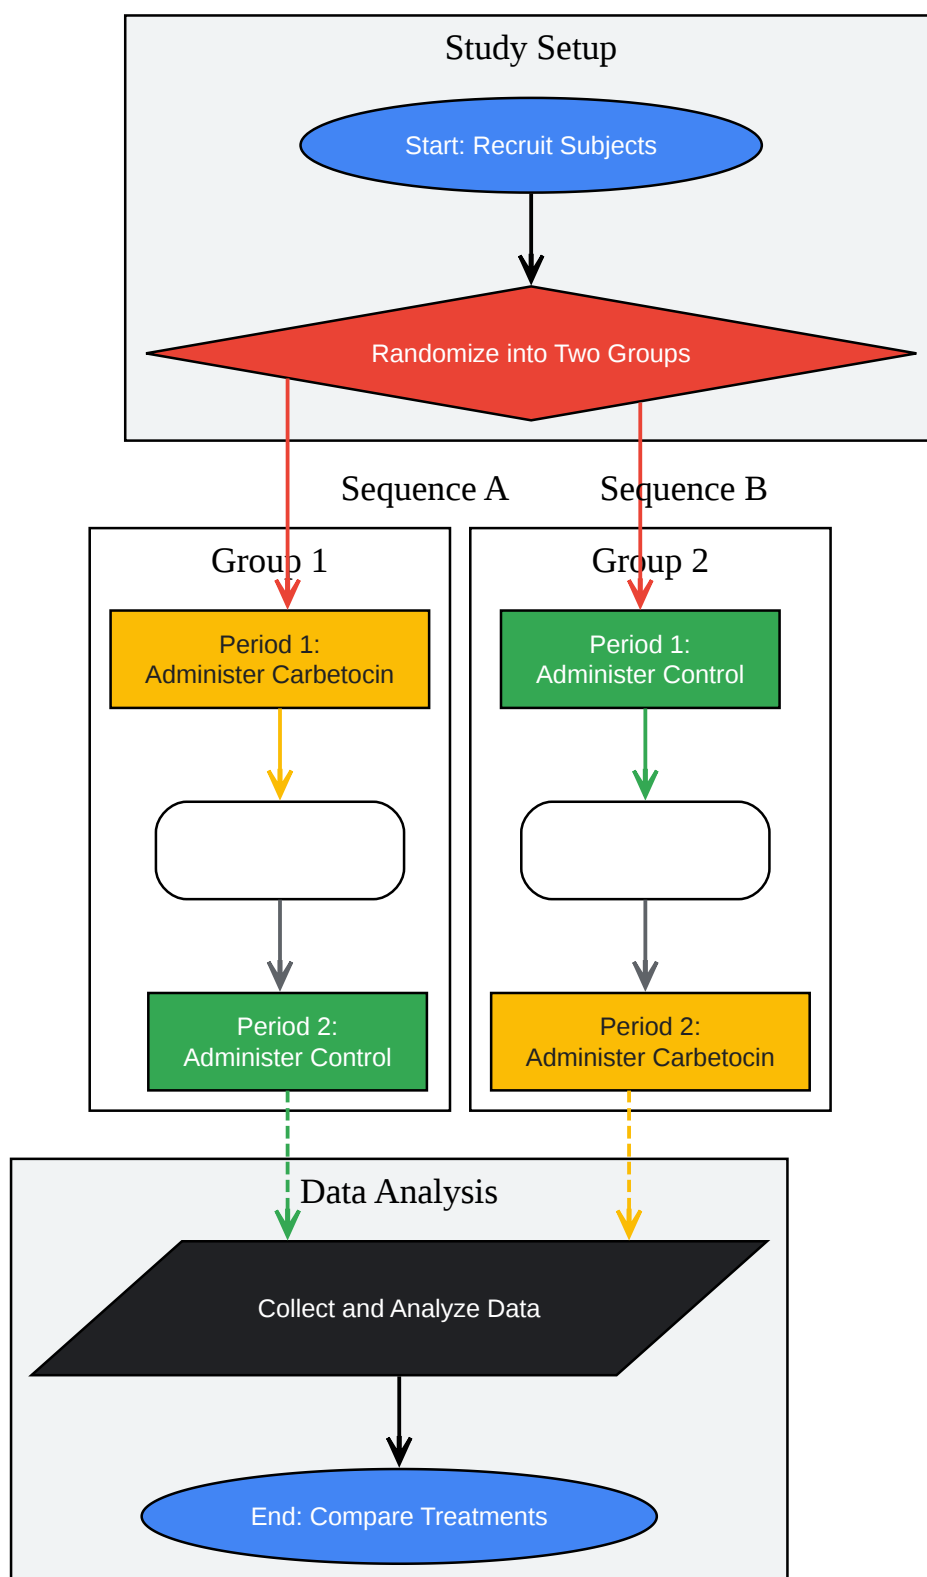 Study Setup
Start: Recruit Subjects
Randomize into Two Groups
Sequence A
Sequence B
Group 1
Period 1:
Administer Carbetocin
Period 2:
Administer Control
Group 2
Period 1:
Administer Control
Period 2:
Administer Carbetocin
Data Analysis
Collect and Analyze Data
End: Compare Treatments